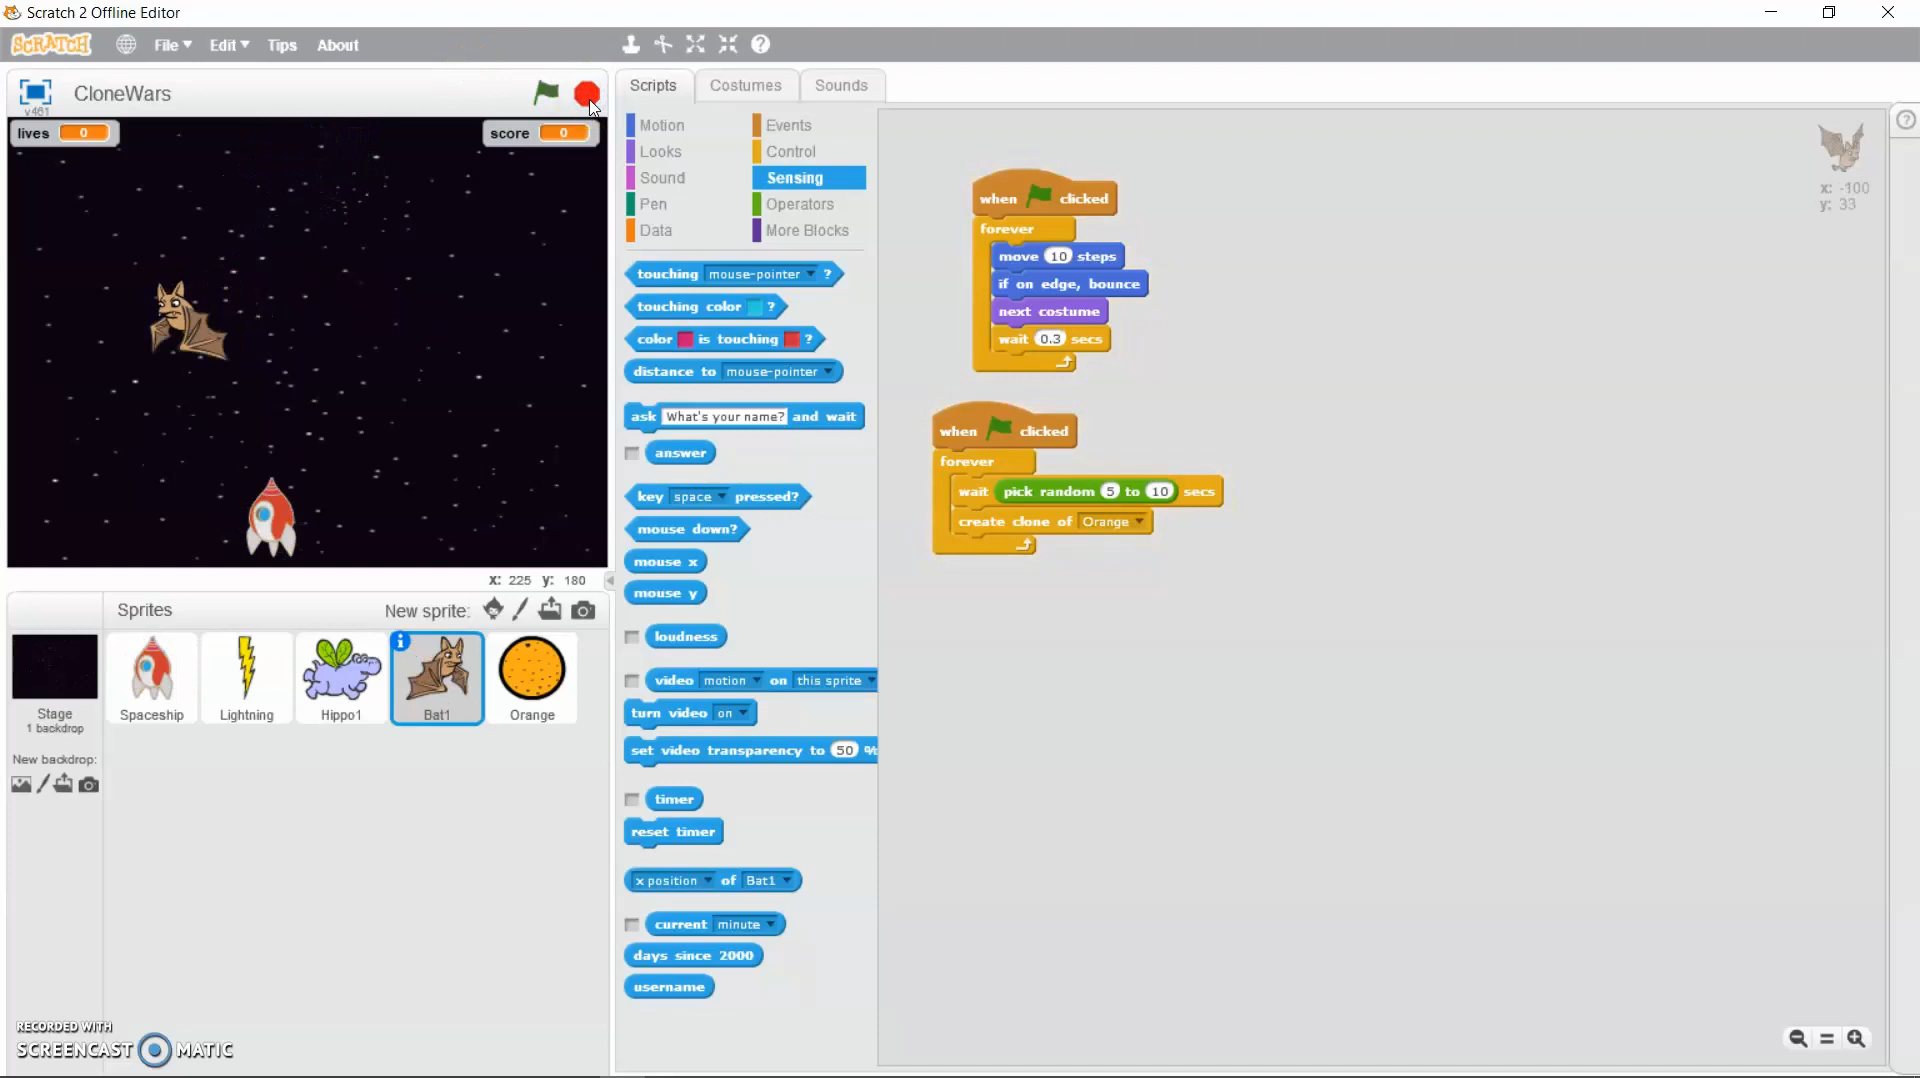 Scratch 2 Offline Editor
SCRATCH File Edit Tips About
CloneWars
v461
lives 0
score 0
x: 225 y: 180
Sprites New sprite:
Stage
1 backdrop
New backdrop:
Spaceship
Lightning
Hippo1
Bat1
Orange
RECORDED WITH
SCREENCAST MATIC
Scripts Costumes Sounds
Motion Events
Looks Control
Sound Sensing
Pen Operators
Data More Blocks
touching mouse-pointer ?
touching color ?
color is touching ?
distance to mouse-pointer
ask What's your name? and wait
answer
key space pressed?
mouse down?
mouse x
mouse y
loudness
video motion on this sprite
turn video on
set video transparency to 50 %
timer
reset timer
x position of Bat1
current minute
days since 2000
username
when clicked
forever
move 10 steps
if on edge, bounce
next costume
wait 0.3 secs
when clicked
forever
wait pick random 5 to 10 secs
create clone of Orange
x: -100
y: 33